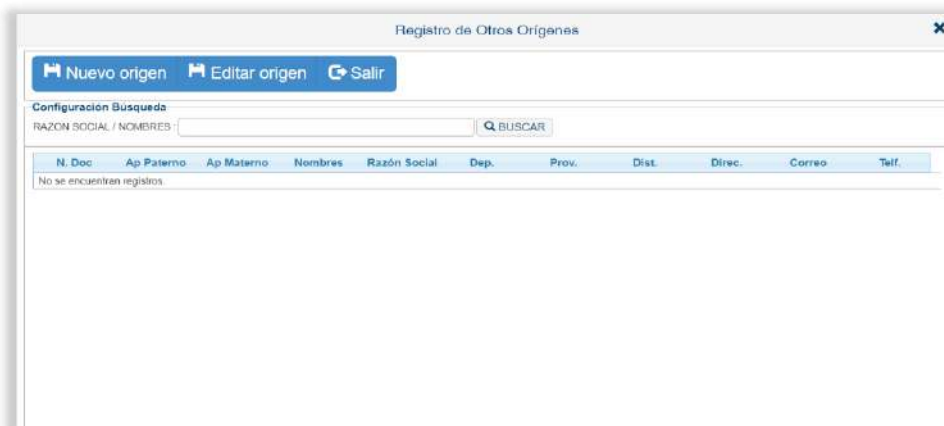 Registro de Otros Orígenes
Nuevo origen Editar origen Salir
Configuración Búsqueda
RAZON SOCIAL / NOMBRES : BUSCAR
N. Doc Ap Paterno Ap Materno Nombres Razón Social Dep. Prov. Dist. Direc. Correo Telf.
No se encuentran registros.